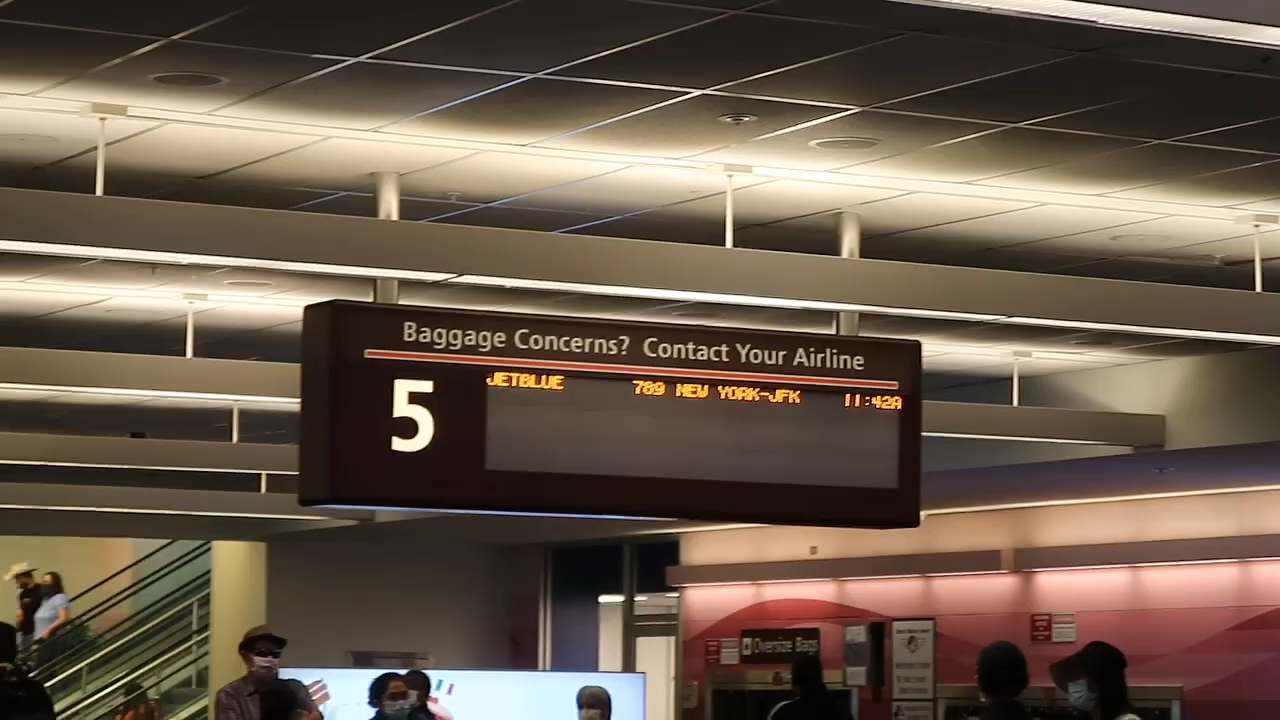 Baggage Concerns? Contact Your Airline
5
JETBLUE 789 NEW YORK-JFK 11:42A
Oversize Bags